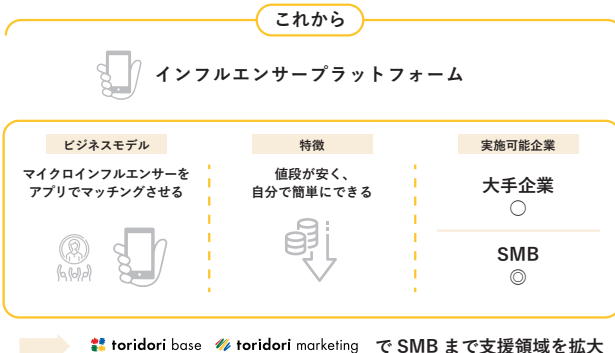 これから
インフルエンサープラットフォーム
ビジネスモデル
マイクロインフルエンサーを
アプリでマッチングさせる
特徴
値段が安く、
自分で簡単にできる
実施可能企業
大手企業
○
SMB
◎
toridori base toridori marketing で SMB まで支援領域を拡大